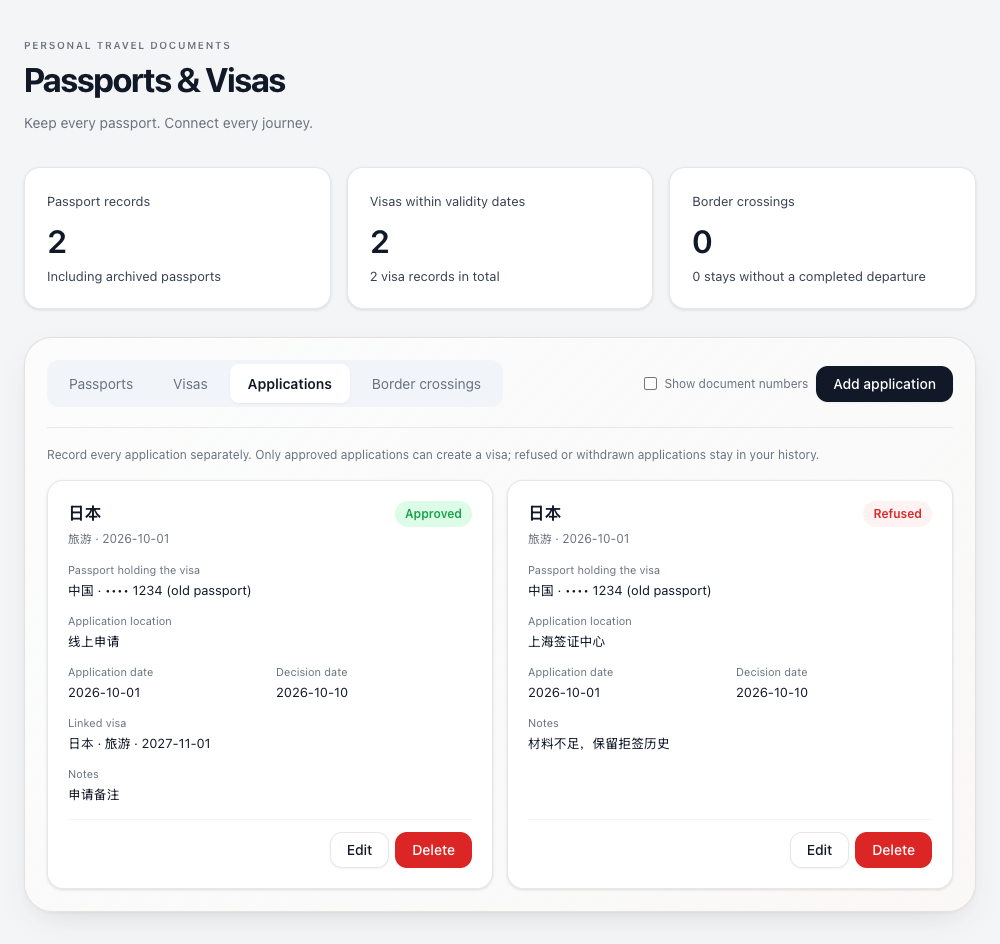 PERSONAL TRAVEL DOCUMENTS
Passports & Visas
Keep every passport. Connect every journey.
Passport records
2
Including archived passports
Visas within validity dates
2
2 visa records in total
Border crossings
0
0 stays without a completed departure
Passports
Visas
Applications
Border crossings
Show document numbers
Add application
Record every application separately. Only approved applications can create a visa; refused or withdrawn applications stay in your history.
日本
Approved
旅游 · 2026-10-01
Passport holding the visa
中国 · •••• 1234 (old passport)
Application location
线上申请
Application date
Decision date
2026-10-01
2026-10-10
Linked visa
日本 · 旅游 · 2027-11-01
Notes
申请备注
Edit
Delete
日本
Refused
旅游 · 2026-10-01
Passport holding the visa
中国 · •••• 1234 (old passport)
Application location
上海签证中心
Application date
Decision date
2026-10-01
2026-10-10
Notes
材料不足，保留拒签历史
Edit
Delete